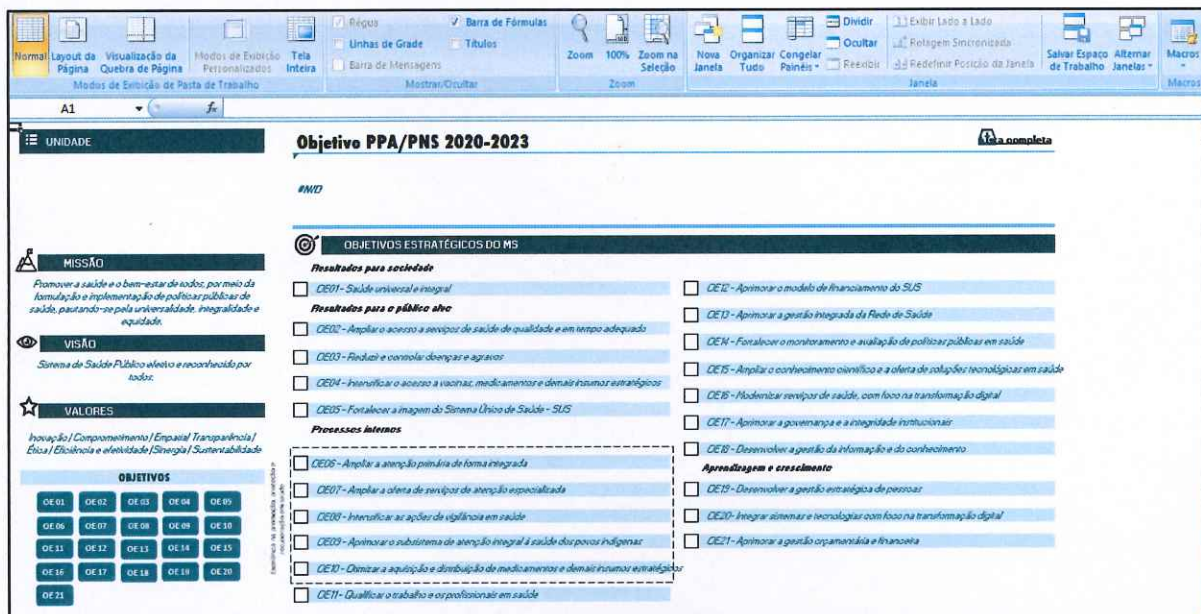 Normal
Layout da Página
Visualização da Quebra de Página
Modos de Exibição Personalizados
Tela Inteira
Modos de Exibição de Pasta de Trabalho
Régua
Barra de Fórmulas
Linhas de Grade
Títulos
Barra de Mensagens
Mostrar/Ocultar
Zoom
100%
Zoom na Seleção
Zoom
Nova Janela
Organizar Tudo
Congelar Painéis
Dividir
Ocultar
Reexibir
Exibir Lado a Lado
Rolagem Sincronizada
Redefinir Posição da Janela
Salvar Espaço de Trabalho
Alternar Janelas
Janela
Macros
Macros
A1
fx
UNIDADE
Objetivo PPA/PNS 2020-2023
completa
#N/D
MISSÃO
Promover a saúde e o bem-estar de todos, por meio da
formulação e implementação de políticas públicas de
saúde, pautando-se pela universalidade, integralidade e
equidade.
VISÃO
Sistema de Saúde Público efetivo e reconhecido por
todos.
VALORES
Inovação / Comprometimento / Empatia / Transparência /
Ética / Eficiência e efetividade / Sinergia / Sustentabilidade
OBJETIVOS
OE 01 OE 02 OE 03 OE 04 OE 05
OE 06 OE 07 OE 08 OE 09 OE 10
OE 11 OE 12 OE 13 OE 14 OE 15
OE 16 OE 17 OE 18 OE 19 OE 20
OE 21
OBJETIVOS ESTRATÉGICOS DO MS
Resultados para sociedade
OE01 - Saúde universal e integral
Resultados para o público alvo
OE02 - Ampliar o acesso a serviços de saúde de qualidade e em tempo adequado
OE03 - Reduzir e controlar doenças e agravos
OE04 - Intensificar o acesso a vacinas, medicamentos e demais insumos estratégicos
OE05 - Fortalecer a imagem do Sistema Único de Saúde - SUS
Processos internos
OE06 - Ampliar a atenção primária de forma integrada
OE07 - Ampliar a oferta de serviços de atenção especializada
OE08 - Intensificar as ações de vigilância em saúde
OE09 - Aprimorar o subsistema de atenção integral à saúde dos povos indígenas
OE10 - Otimizar a aquisição e distribuição de medicamentos e demais insumos estratégicos
OE11 - Qualificar o trabalho e os profissionais em saúde
OE12 - Aprimorar o modelo de financiamento do SUS
OE13 - Aprimorar a gestão integrada da Rede de Saúde
OE14 - Fortalecer o monitoramento e avaliação de políticas públicas em saúde
OE15 - Ampliar o conhecimento científico e a oferta de soluções tecnológicas em saúde
OE16 - Modernizar serviços de saúde, com foco na transformação digital
OE17 - Aprimorar a governança e a integridade institucionais
OE18 - Desenvolver a gestão da informação e do conhecimento
Aprendizagem e crescimento
OE19 - Desenvolver a gestão estratégica de pessoas
OE20- Integrar sistemas e tecnologias com foco na transformação digital
OE21 - Aprimorar a gestão orçamentária e financeira